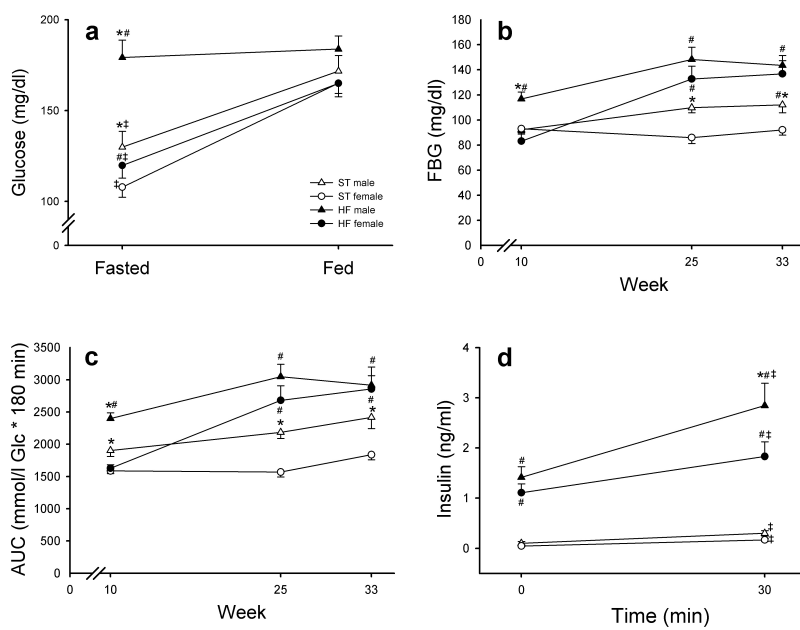 a
Glucose (mg/dl)
200
150
100
0
*#
*‡
#‡
‡
ST male
ST female
HF male
HF female
Fasted Fed
b
FBG (mg/dl)
180
160
140
120
100
80
60
40
20
0
*#
#
#
#
*
#*
0 10 25 33
Week
c
AUC (mmol/l Glc * 180 min)
3500
3000
2500
2000
1500
1000
500
0
*#
*
#
#
*
#
#
*
0 10 25 33
Week
d
Insulin (ng/ml)
4
3
2
1
0
#
#
*#‡
#‡
‡
‡
0 30
Time (min)